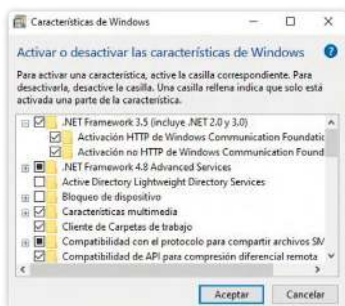 Características de Windows
Activar o desactivar las características de Windows
Para activar una característica, active la casilla correspondiente. Para
desactivarla, desactive la casilla. Una casilla rellena indica que solo está
activada una parte de la característica.
.NET Framework 3.5 (incluye .NET 2.0 y 3.0)
Activación HTTP de Windows Communication Foundatic
Activación no HTTP de Windows Communication Found
.NET Framework 4.8 Advanced Services
Active Directory Lightweight Directory Services
Bloqueo de dispositivo
Características multimedia
Cliente de Carpetas de trabajo
Compatibilidad con el protocolo para compartir archivos SM
Compatibilidad de API para compresión diferencial remota
Aceptar
Cancelar